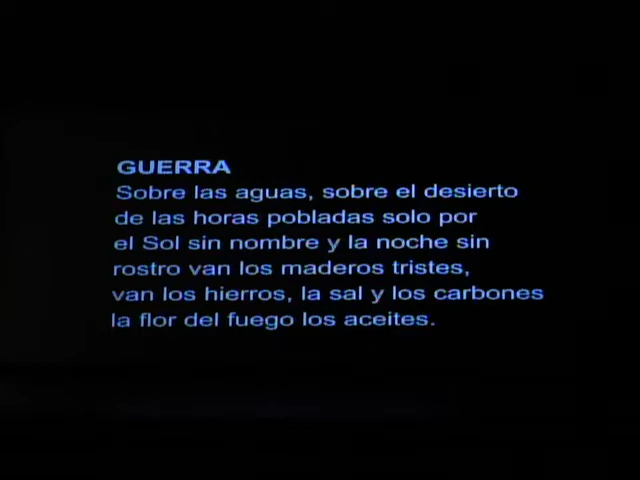 GUERRA
Sobre las aguas, sobre el desierto
de las horas pobladas solo por
el Sol sin nombre y la noche sin
rostro van los maderos tristes,
van los hierros, la sal y los carbones
la flor del fuego los aceites.